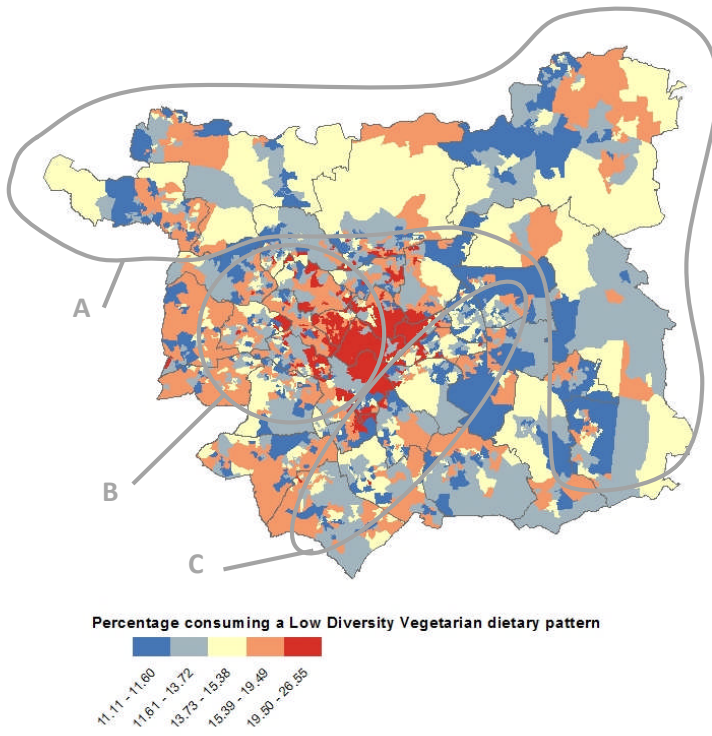 A
B
C
Percentage consuming a Low Diversity Vegetarian dietary pattern
11.11 - 11.60
11.61 - 13.72
13.73 - 15.38
15.39 - 19.49
19.50 - 26.55